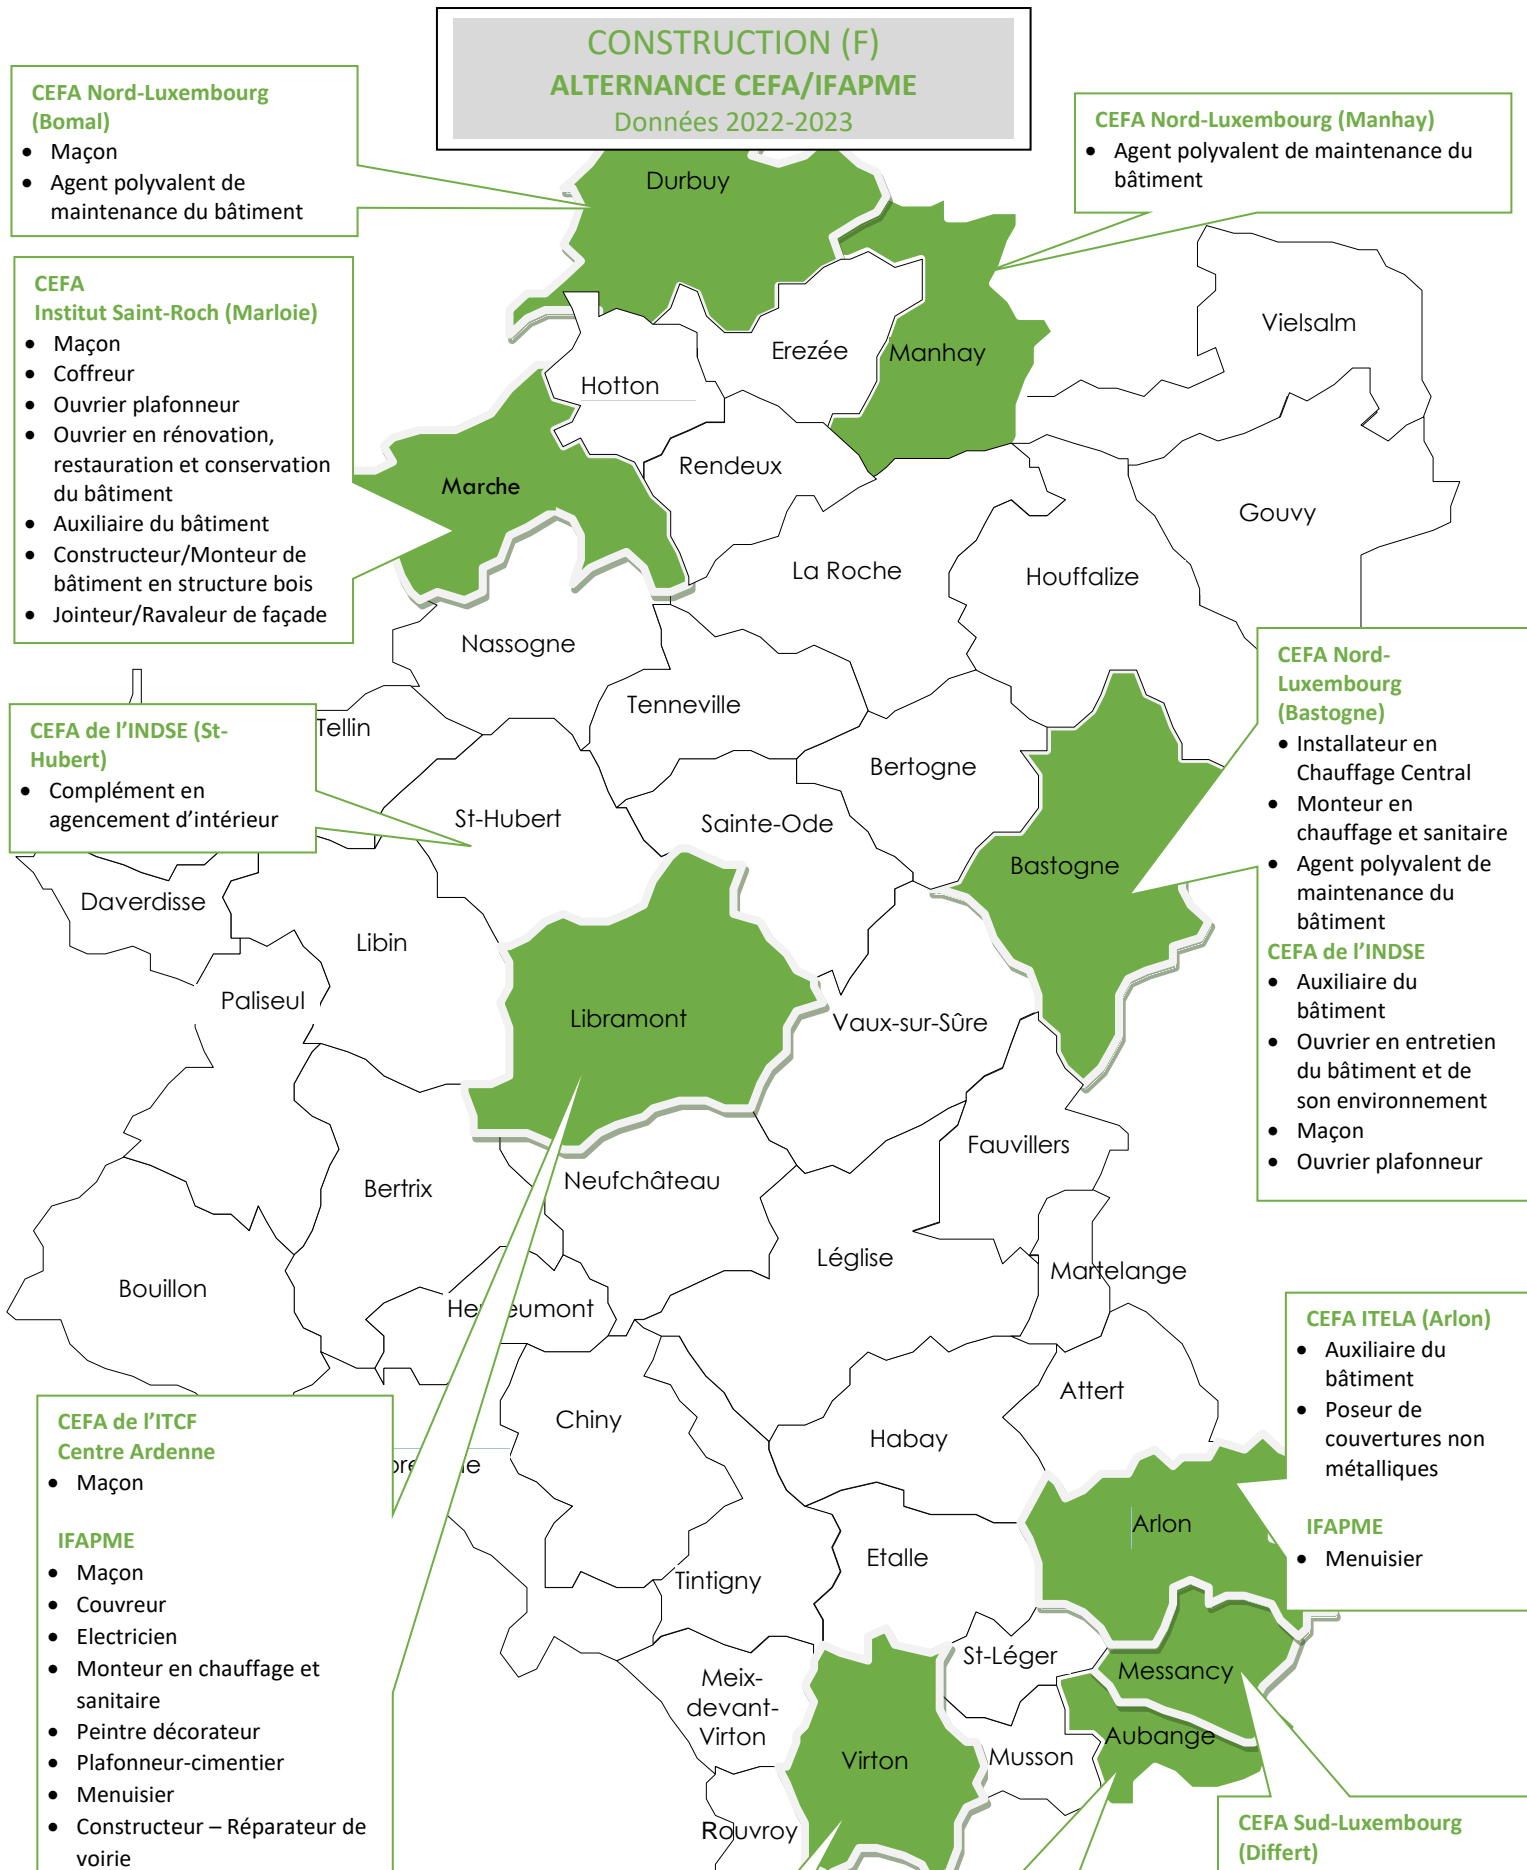 CONSTRUCTION (F)
ALTERNANCE CEFA/IFAPME
Données 2022-2023
CEFA Nord-Luxembourg
(Bomal)
• Maçon
• Agent polyvalent de
maintenance du bâtiment
CEFA Nord-Luxembourg (Manhay)
• Agent polyvalent de maintenance du
bâtiment
CEFA
Institut Saint-Roch (Marloie)
• Maçon
• Coffreur
• Ouvrier plafonneur
• Ouvrier en rénovation,
restauration et conservation
du bâtiment
• Auxiliaire du bâtiment
• Constructeur/Monteur de
bâtiment en structure bois
• Jointeur/Ravaleur de façade
Durbuy
Vielsalm
Erezée
Manhay
Hotton
Rendeux
Marche
Gouvy
La Roche
Houffalize
Nassogne
Tenneville
Tellin
Bertogne
St-Hubert
Sainte-Ode
Bastogne
Daverdisse
Libin
Paliseul
Libramont
Vaux-sur-Sûre
Fauvillers
Bertrix
Neufchâteau
Léglise
Martelange
Bouillon
Attert
Chiny
Habay
Arlon
Etalle
Tintigny
St-Léger
Messancy
Meix-
devant-
Virton
Aubange
Virton
Musson
Rouvroy
CEFA de l’INDSE (St-
Hubert)
• Complément en
agencement d’intérieur
CEFA Nord-
Luxembourg
(Bastogne)
• Installateur en
Chauffage Central
• Monteur en
chauffage et sanitaire
• Agent polyvalent de
maintenance du
bâtiment
CEFA de l’INDSE
• Auxiliaire du
bâtiment
• Ouvrier en entretien
du bâtiment et de
son environnement
• Maçon
• Ouvrier plafonneur
CEFA ITELA (Arlon)
• Auxiliaire du
bâtiment
• Poseur de
couvertures non
métalliques
IFAPME
• Menuisier
CEFA de l’ITCF
Centre Ardenne
• Maçon
IFAPME
• Maçon
• Couvreur
• Electricien
• Monteur en chauffage et
sanitaire
• Peintre décorateur
• Plafonneur-cimentier
• Menuisier
• Constructeur – Réparateur de
voirie
CEFA Sud-Luxembourg
(Differt)